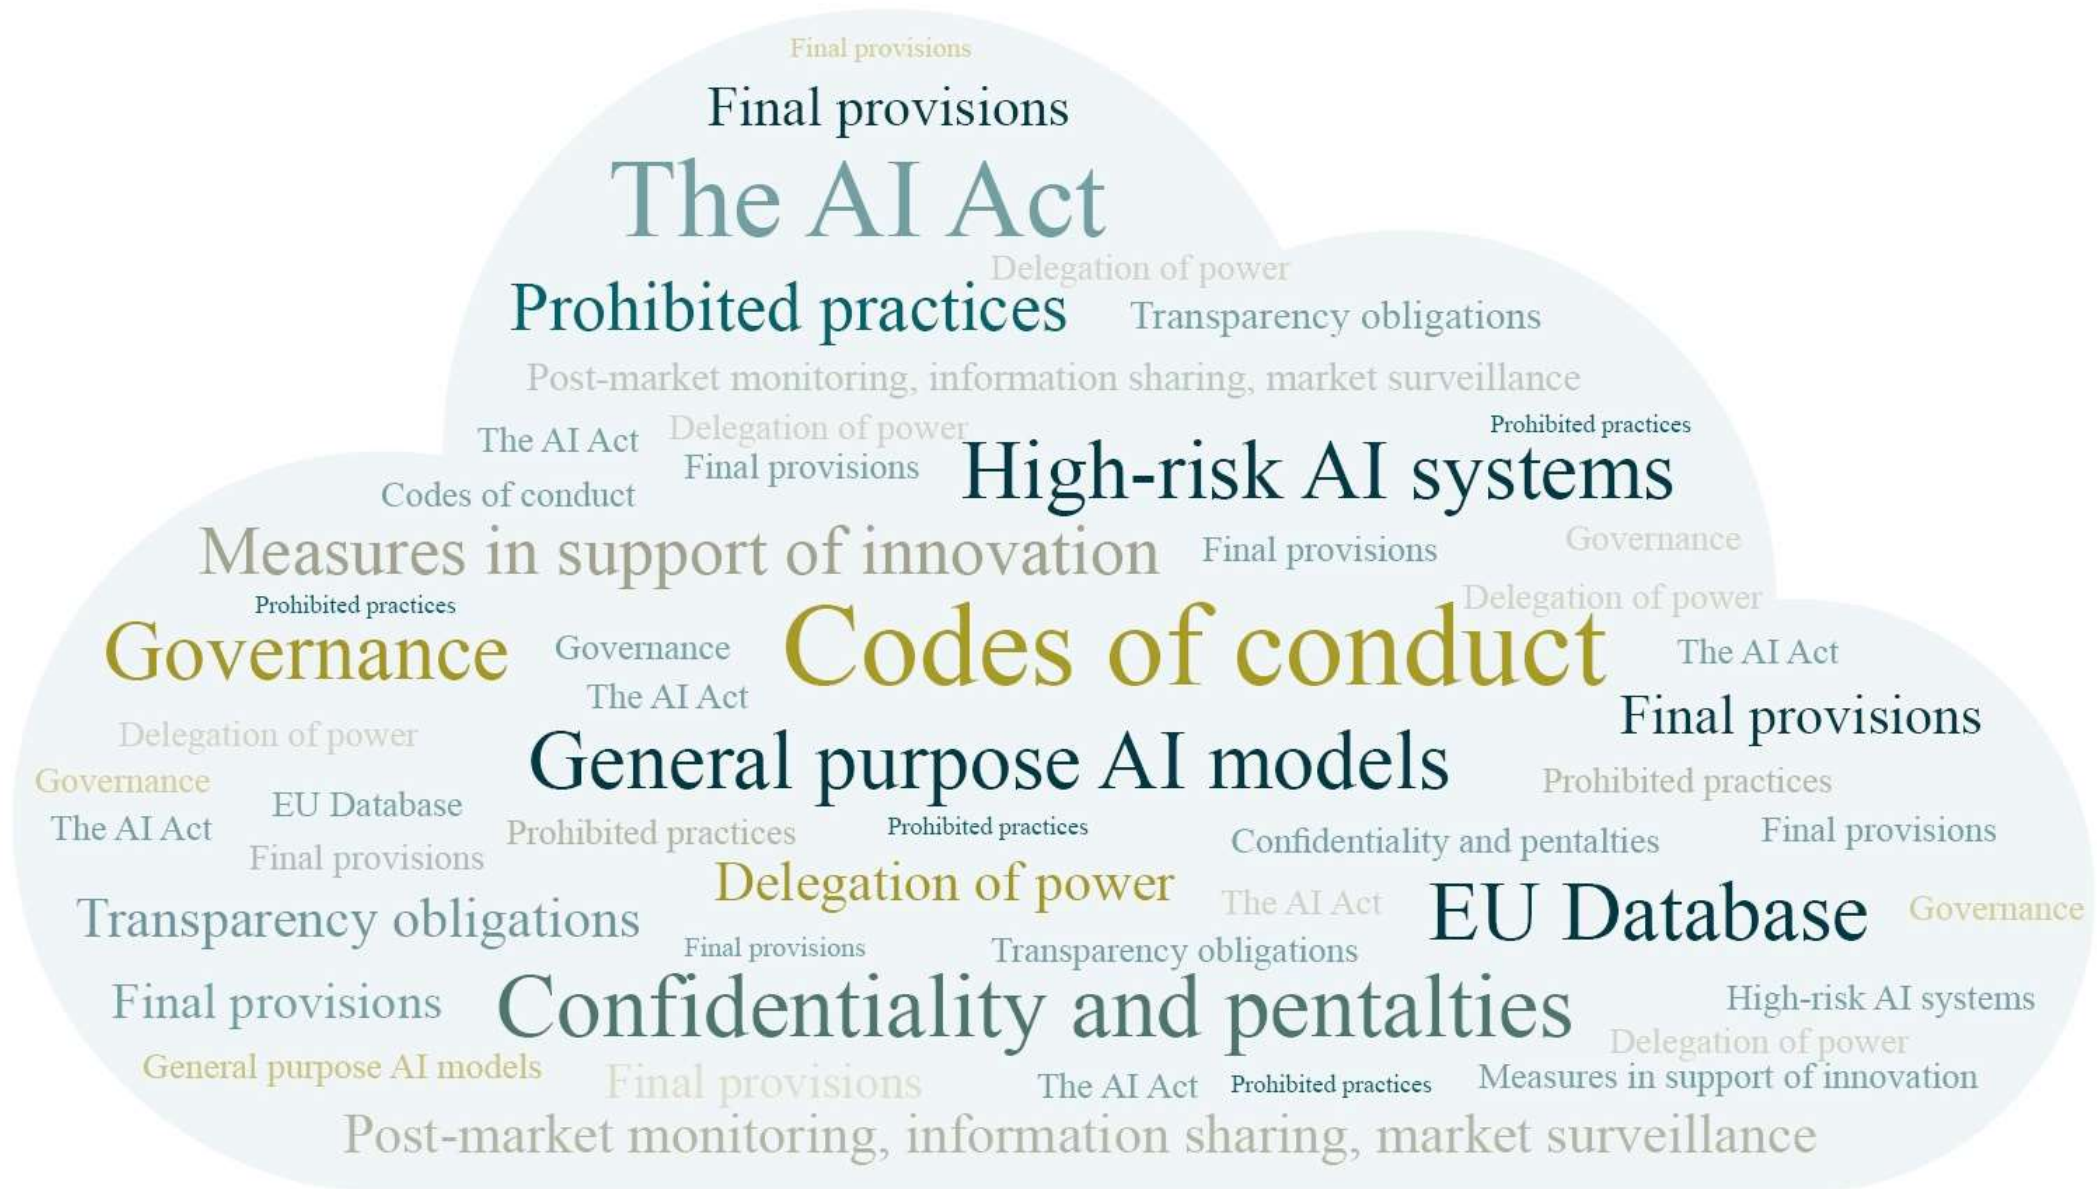 Final provisions
Final provisions
The AI Act
Delegation of power
Prohibited practices
Transparency obligations
Post-market monitoring, information sharing, market surveillance
The AI Act
Delegation of power
Prohibited practices
Final provisions
High-risk AI systems
Codes of conduct
Measures in support of innovation
Final provisions
Governance
Prohibited practices
Delegation of power
Governance
Governance
Codes of conduct
The AI Act
The AI Act
Final provisions
Delegation of power
General purpose AI models
Governance
Prohibited practices
EU Database
The AI Act
Prohibited practices
Prohibited practices
Confidentiality and pentalties
Final provisions
Final provisions
Delegation of power
The AI Act
EU Database
Governance
Transparency obligations
Final provisions
Transparency obligations
Final provisions
Confidentiality and pentalties
High-risk AI systems
Delegation of power
General purpose AI models
Final provisions
The AI Act
Prohibited practices
Measures in support of innovation
Post-market monitoring, information sharing, market surveillance